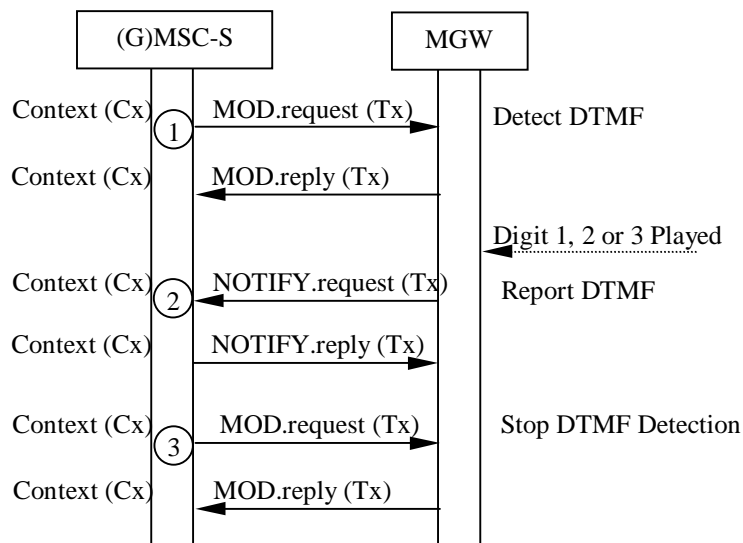 (G)MSC-S MGW
Context (Cx) 1 MOD.request (Tx) Detect DTMF
Context (Cx) MOD.reply (Tx)
Digit 1, 2 or 3 Played
Context (Cx) 2 NOTIFY.request (Tx) Report DTMF
Context (Cx) NOTIFY.reply (Tx)
Context (Cx) 3 MOD.request (Tx) Stop DTMF Detection
Context (Cx) MOD.reply (Tx)